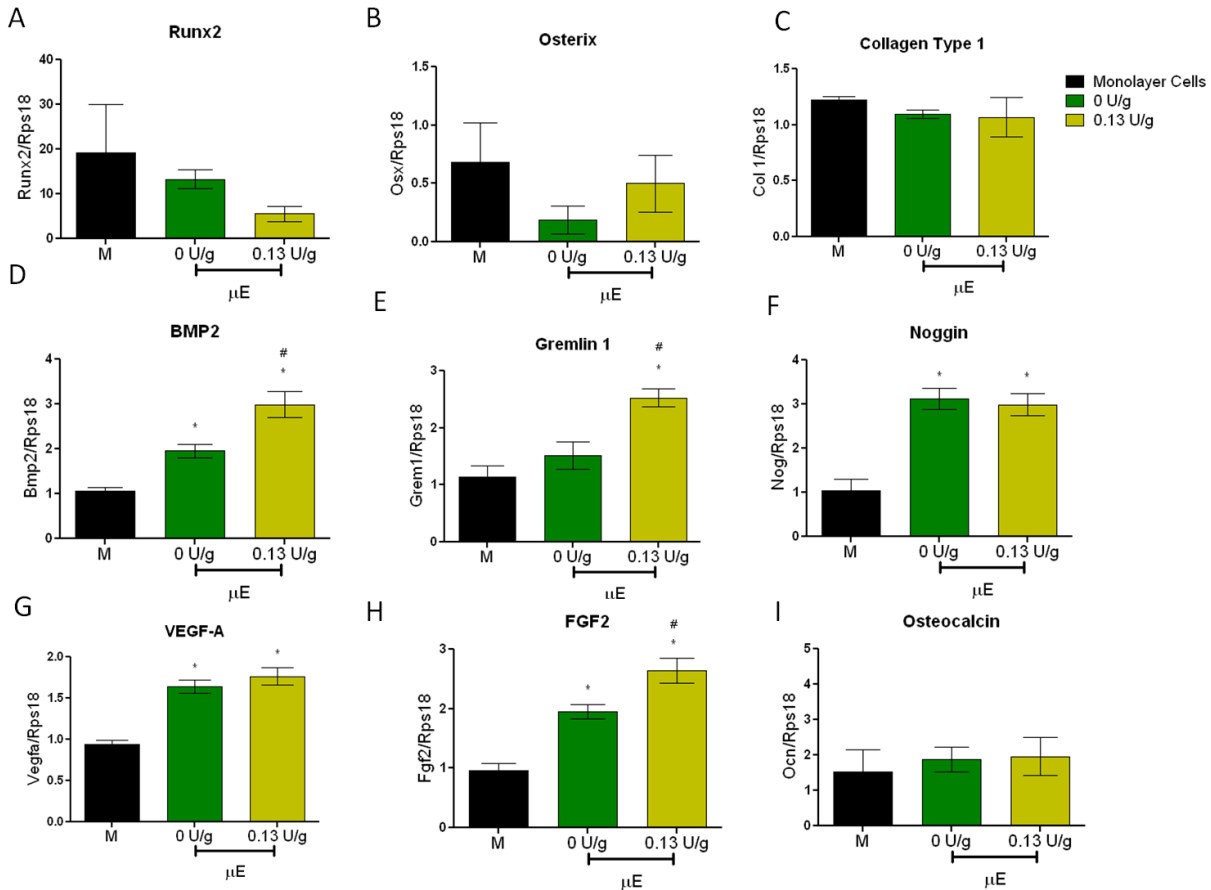 A
Runx2
Runx2/Rps18
40
30
20
10
0
M
0 U/g
0.13 U/g
μE
B
Osterix
Osx/Rps18
1.5
1.0
0.5
0.0
M
0 U/g
0.13 U/g
μE
C
Collagen Type 1
Col 1/Rps18
1.5
1.0
0.5
0.0
M
0 U/g
0.13 U/g
μE
Monolayer Cells
0 U/g
0.13 U/g
D
BMP2
Bmp2/Rps18
4
3
2
1
0
*
#
*
M
0 U/g
0.13 U/g
μE
E
Gremlin 1
Grem1/Rps18
3
2
1
0
#
*
M
0 U/g
0.13 U/g
μE
F
Noggin
Nog/Rps18
4
3
2
1
0
*
*
M
0 U/g
0.13 U/g
μE
G
VEGF-A
Vegfa/Rps18
2.0
1.5
1.0
0.5
0.0
*
*
M
0 U/g
0.13 U/g
μE
H
FGF2
Fgf2/Rps18
3
2
1
0
*
#
*
M
0 U/g
0.13 U/g
μE
I
Osteocalcin
Ocn/Rps18
5
4
3
2
1
0
M
0 U/g
0.13 U/g
μE